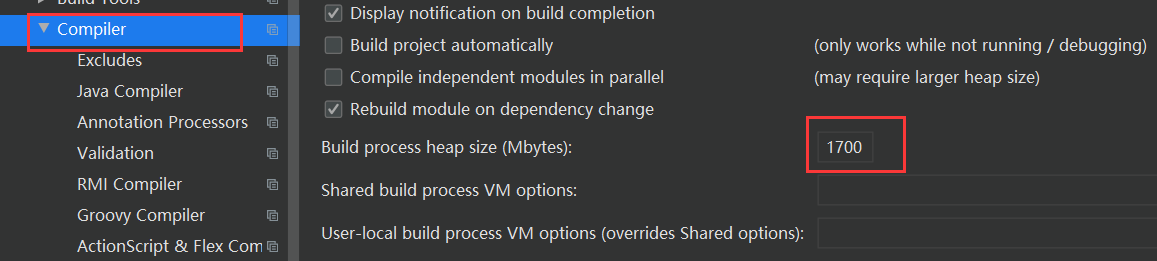 Build Tools
Compiler
Excludes
Java Compiler
Annotation Processors
Validation
RMI Compiler
Groovy Compiler
ActionScript & Flex Com
Display notification on build completion
Build project automatically (only works while not running / debugging)
Compile independent modules in parallel (may require larger heap size)
Rebuild module on dependency change
Build process heap size (Mbytes): 1700
Shared build process VM options:
User-local build process VM options (overrides Shared options):